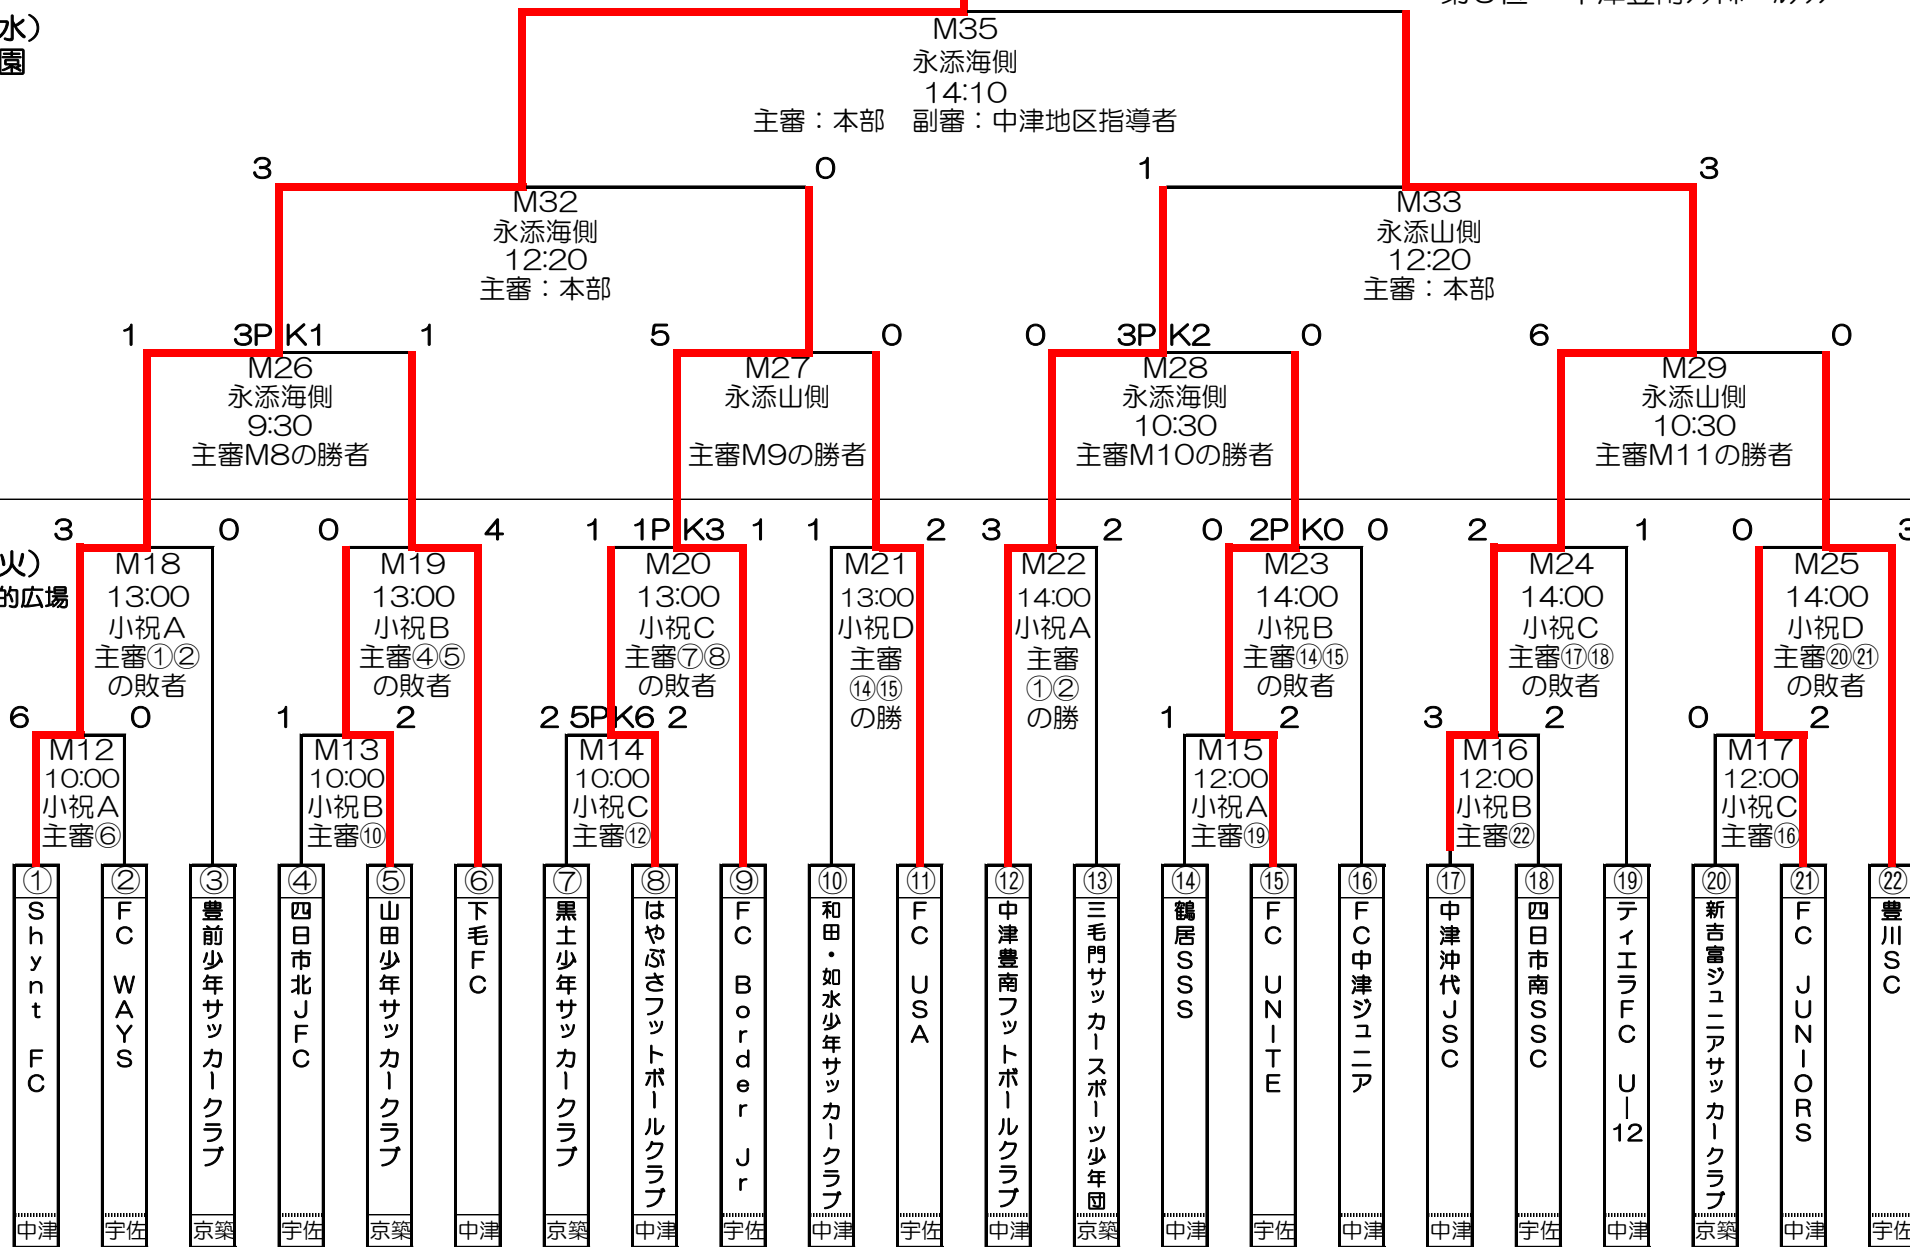 水）
園
M35
永添海側
14:10
主審：本部　副審：中津地区指導者
3 0 1 3
M32 M33
永添海側 永添山側
12:20 12:20
主審：本部 主審：本部
1 3PK1 1 5 0 0 3PK2 0 6 0
M26 M27 M28 M29
永添海側 永添山側 永添海側 永添山側
9:30 10:30 10:30
主審M8の勝者 主審M9の勝者 主審M10の勝者 主審M11の勝者
3 0 0 4 1 1PK3 1 1 2 3 2 0 2PK0 0 2 1 0 3
火）
的広場
M18 M19 M20 M21 M22 M23 M24 M25
13:00 13:00 13:00 13:00 14:00 14:00 14:00 14:00
小祝A 小祝B 小祝C 小祝D 小祝A 小祝B 小祝C 小祝D
主審①② 主審④⑤ 主審⑦⑧ 主審 主審 主審⑭⑮ 主審⑰⑱ 主審⑳㉑
の敗者 の敗者 の敗者 ⑭⑮ ①② の敗者 の敗者 の敗者
の勝 の勝
6 0 1 2 2 5PK6 2 1 2 3 2 0 2
M12 M13 M14 M15 M16 M17
10:00 10:00 10:00 12:00 12:00 12:00
小祝A 小祝B 小祝C 小祝A 小祝B 小祝C
主審⑥ 主審⑩ 主審⑫ 主審⑲ 主審㉒ 主審⑯
① Shynt FC 中津
② FC WAYS 宇佐
③ 豊前少年サッカークラブ 京築
④ 四日市北JFC 宇佐
⑤ 山田少年サッカークラブ 京築
⑥ 下毛FC 中津
⑦ 黒土少年サッカークラブ 京築
⑧ はやぶさフットボールクラブ 中津
⑨ FC Border Jr 宇佐
⑩ 和田・如水少年サッカークラブ 中津
⑪ FC USA 宇佐
⑫ 中津豊南フットボールクラブ 中津
⑬ 三毛門サッカースポーツ少年団 京築
⑭ 鶴居SSS 中津
⑮ FC UNITE 宇佐
⑯ FC中津ジュニア 中津
⑰ 中津沖代JSC 中津
⑱ 四日市南SSC 宇佐
⑲ ティエラFC U—12 中津
⑳ 新吉富ジュニアサッカークラブ 京築
㉑ FC JUNIORS 中津
㉒ 豊川SC 宇佐